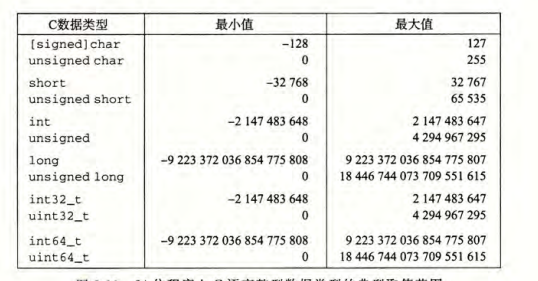 C数据类型 最小值 最大值
[signed]char −128 127
unsigned char 0 255
short −32 768 32 767
unsigned short 0 65 535
int −2 147 483 648 2 147 483 647
unsigned 0 4 294 967 295
long −9 223 372 036 854 775 808 9 223 372 036 854 775 807
unsigned long 0 18 446 744 073 709 551 615
int32_t −2 147 483 648 2 147 483 647
uint32_t 0 4 294 967 295
int64_t −9 223 372 036 854 775 808 9 223 372 036 854 775 807
uint64_t 0 18 446 744 073 709 551 615